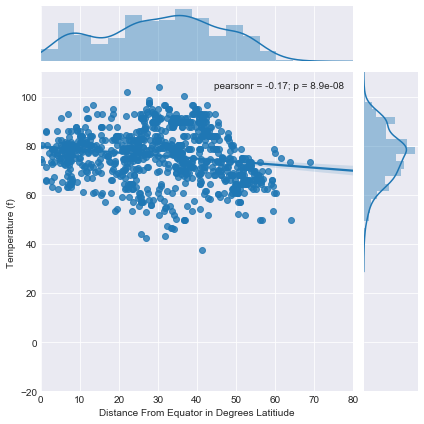 pearsonr = -0.17; p = 8.9e-08
100
80
60
40
20
0
−20
Temperature (f)
0 10 20 30 40 50 60 70 80
Distance From Equator in Degrees Latitiude